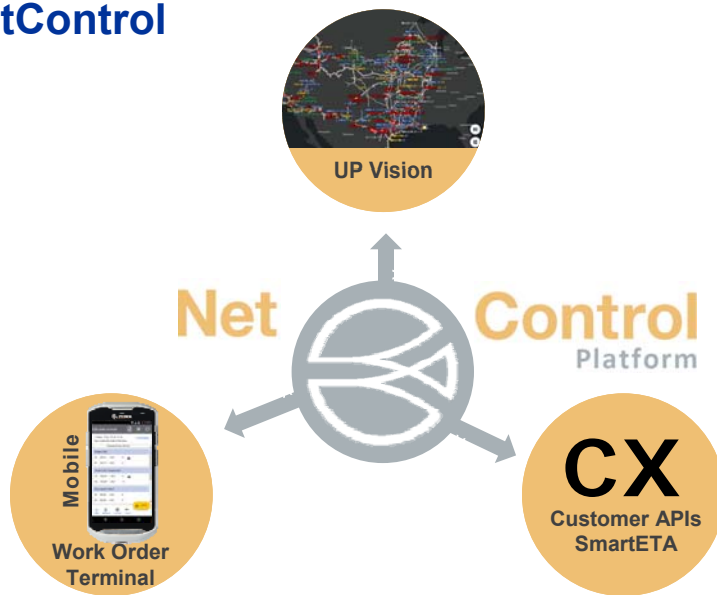 tControl
UP Vision
Net Control
Platform
Mobile
Work Order
Terminal
CX
Customer APIs
SmartETA